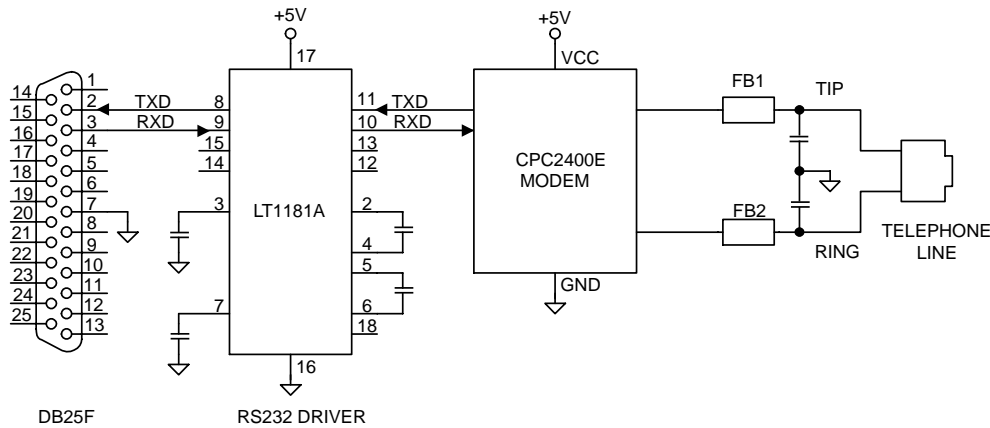 +5V
+5V
17
VCC
1
14
2
TXD
8
11
TXD
FB1
TIP
15
3
RXD
9
10
RXD
16
4
15
13
17
5
14
12
CPC2400E
MODEM
18
6
19
7
3
LT1181A
2
20
8
FB2
TELEPHONE
LINE
21
9
4
RING
22
10
5
23
11
GND
24
12
7
6
25
13
18
16
DB25F
RS232 DRIVER